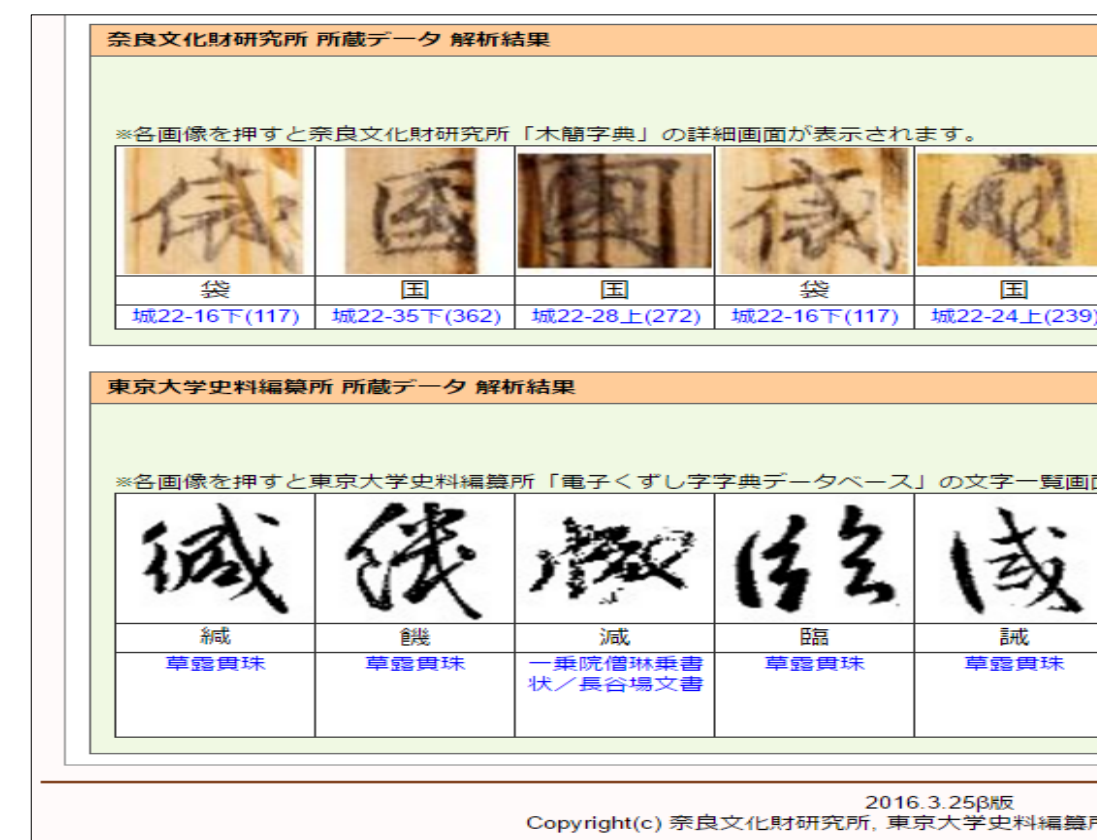 奈良文化財研究所 所蔵データ 解析結果
※各画像を押すと奈良文化財研究所「木簡字典」の詳細画面が表示されます。
袋 国 国 袋 国
城22-16下(117) 城22-35下(362) 城22-28上(272) 城22-16下(117) 城22-24上(239)
東京大学史料編纂所 所蔵データ 解析結果
※各画像を押すと東京大学史料編纂所「電子くずし字字典データベース」の文字一覧画面
緘 饑 減 臨 誡
草露貫珠 草露貫珠 一乗院僧琳乗書 草露貫珠 草露貫珠
状／長谷場文書
2016.3.25β版
Copyright(c) 奈良文化財研究所, 東京大学史料編纂所